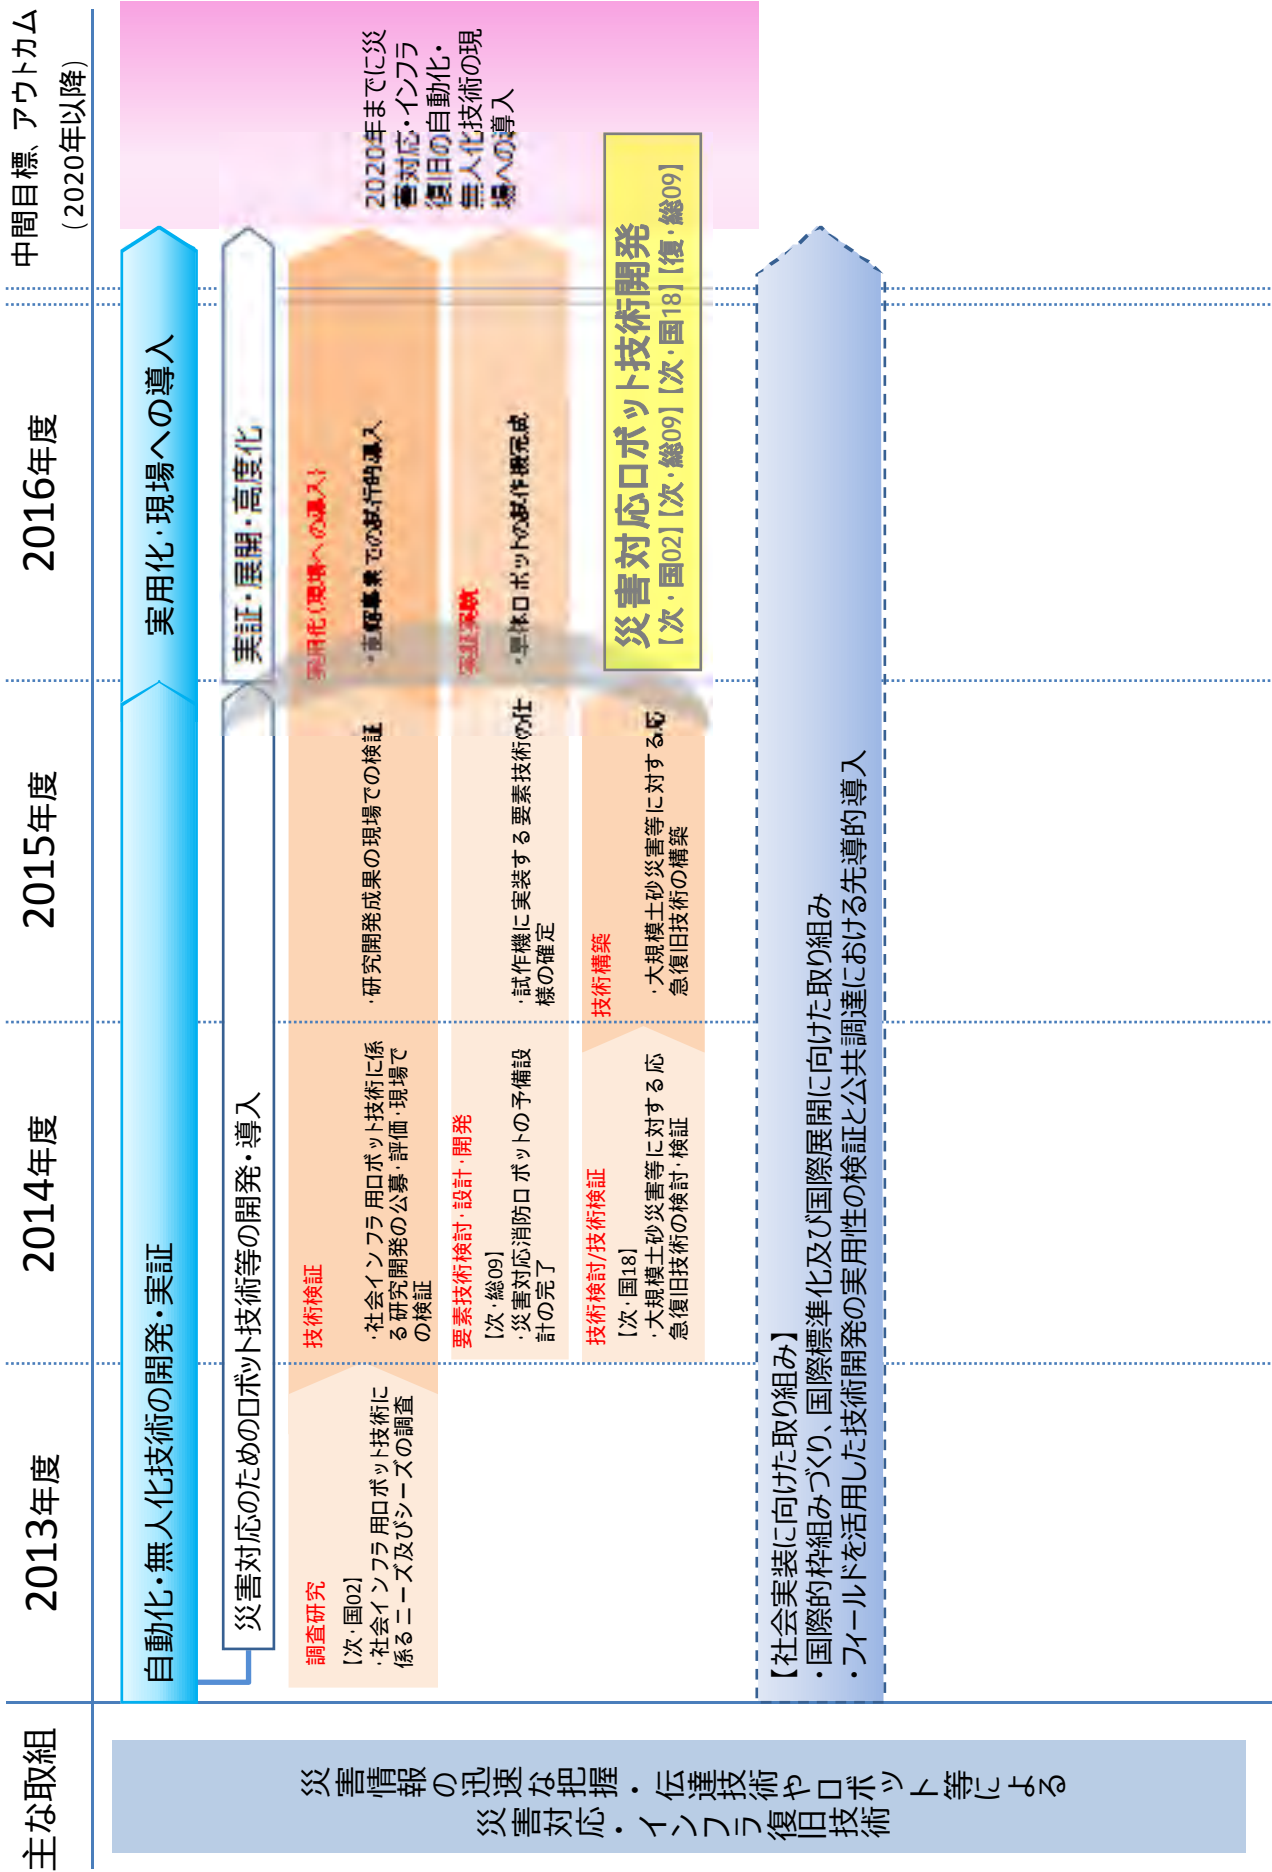 主な取組
2013年度
2014年度
2015年度
2016年度
中間目標、アウトカム
(2020年以降)
災害情報の迅速な把握・伝達技術やロボット等による
災害対応・インフラ復旧技術
自動化・無人化技術の開発・実証
実用化・現場への導入
災害対応のためのロボット技術等の開発・導入
実証・展開・高度化
調査研究
【次・国02】
・社会インフラ用ロボット技術に
係るニーズ及びシーズの調査
技術検証
・社会インフラ用ロボット技術に係
る研究開発の公募・評価・現場で
の検証
・研究開発成果の現場での検証
実用化(現場への導入)
・直轄事業での試行的導入
要素技術検討・設計・開発
【次・総09】
・災害対応消防ロボットの予備設
計の完了
・試作機に実装する要素技術の仕
様の確定
実証実験
・単体ロボットの試作機完成
技術検討/技術検証
【次・国18】
・大規模土砂災害等に対する応
急復旧技術の検討・検証
技術構築
・大規模土砂災害等に対する応
急復旧技術の構築
2020年までに災
害対応・インフラ
復旧の自動化・
無人化技術の現
場への導入
災害対応ロボット技術開発
【次・国02】【次・総09】【次・国18】【復・総09】
【社会実装に向けた取り組み】
・国際的枠組みづくり、国際標準化及び国際展開に向けた取り組み
・フィールドを活用した技術開発の実用性の検証と公共調達における先導的導入